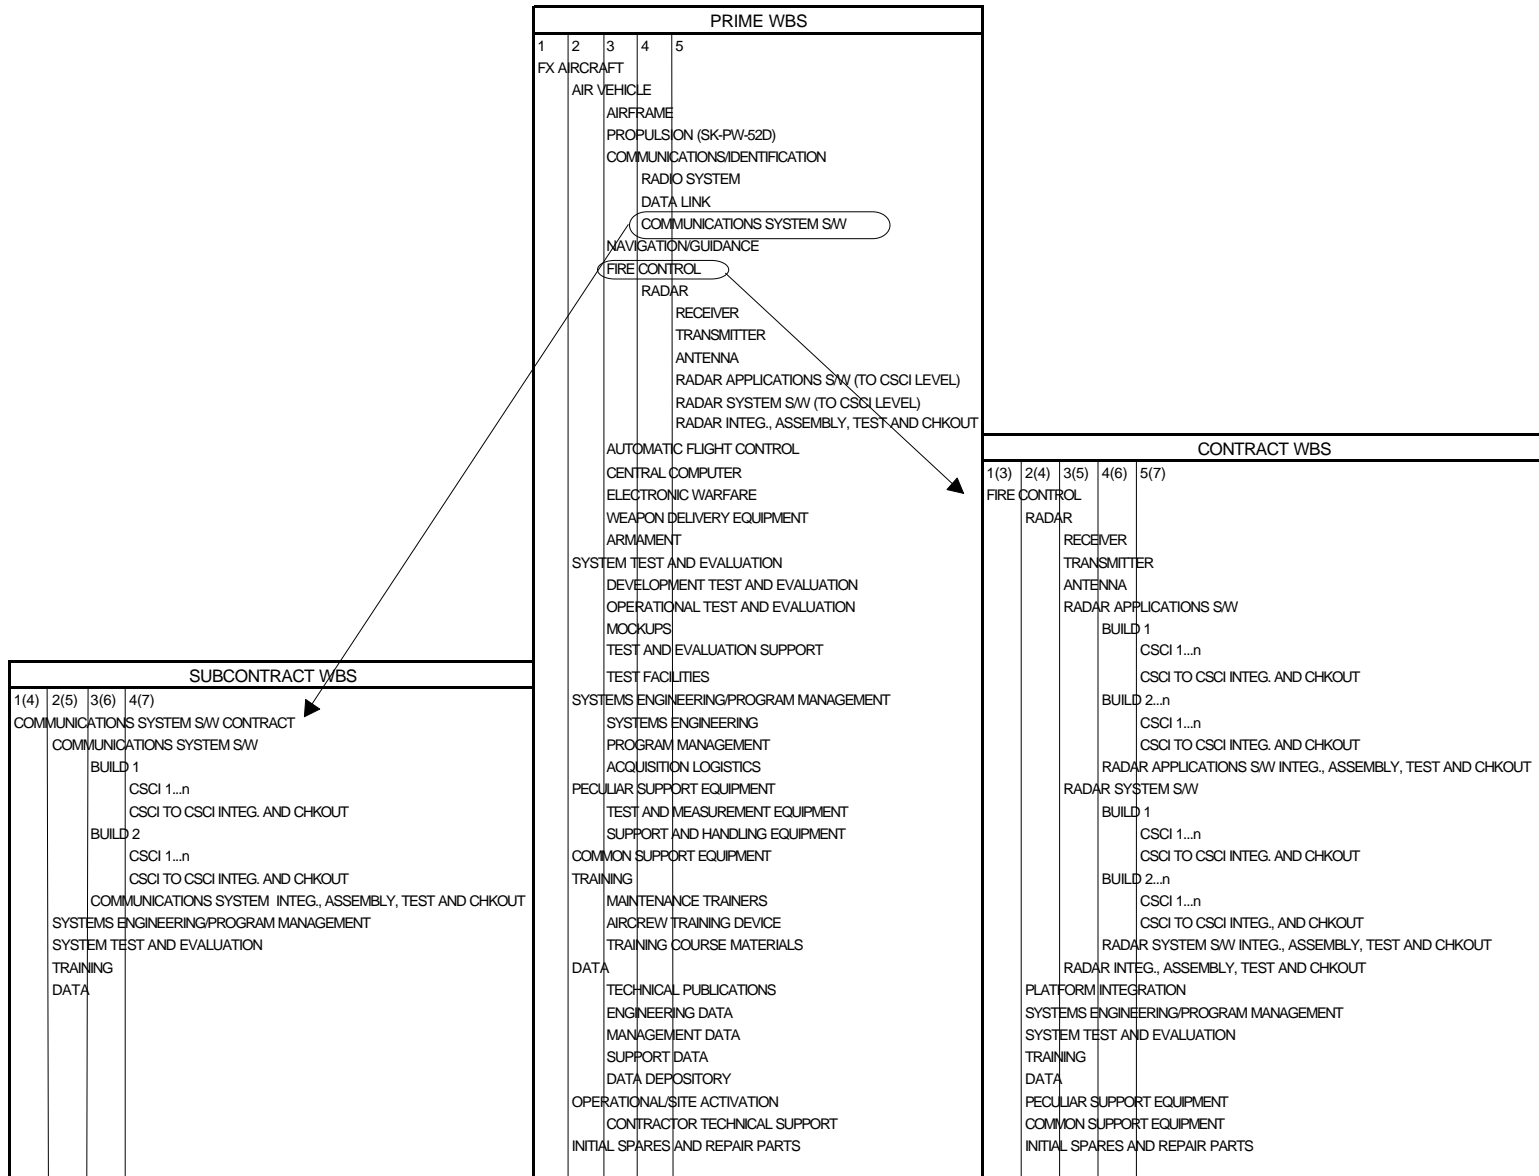 PRIME WBS
1 2 3 4 5
FX AIRCRAFT
AIR VEHICLE
AIRFRAME
PROPULSION (SK-PW-52D)
COMMUNICATIONS/IDENTIFICATION
RADIO SYSTEM
DATA LINK
COMMUNICATIONS SYSTEM S/W
NAVIGATION/GUIDANCE
FIRE CONTROL
RADAR
RECEIVER
TRANSMITTER
ANTENNA
RADAR APPLICATIONS S/W (TO CSCI LEVEL)
RADAR SYSTEM S/W (TO CSCI LEVEL)
RADAR INTEG., ASSEMBLY, TEST AND CHKOUT
AUTOMATIC FLIGHT CONTROL
CENTRAL COMPUTER
ELECTRONIC WARFARE
WEAPON DELIVERY EQUIPMENT
ARMAMENT
SYSTEM TEST AND EVALUATION
DEVELOPMENT TEST AND EVALUATION
OPERATIONAL TEST AND EVALUATION
MOCKUPS
TEST AND EVALUATION SUPPORT
TEST FACILITIES
SYSTEMS ENGINEERING/PROGRAM MANAGEMENT
SYSTEMS ENGINEERING
PROGRAM MANAGEMENT
ACQUISITION LOGISTICS
PECULIAR SUPPORT EQUIPMENT
TEST AND MEASUREMENT EQUIPMENT
SUPPORT AND HANDLING EQUIPMENT
COMMON SUPPORT EQUIPMENT
TRAINING
MAINTENANCE TRAINERS
AIRCREW TRAINING DEVICE
TRAINING COURSE MATERIALS
DATA
TECHNICAL PUBLICATIONS
ENGINEERING DATA
MANAGEMENT DATA
SUPPORT DATA
DATA DEPOSITORY
OPERATIONAL/SITE ACTIVATION
CONTRACTOR TECHNICAL SUPPORT
INITIAL SPARES AND REPAIR PARTS
SUBCONTRACT WBS
1(4) 2(5) 3(6) 4(7)
COMMUNICATIONS SYSTEM S/W CONTRACT
COMMUNICATIONS SYSTEM S/W
BUILD 1
CSCI 1...n
CSCI TO CSCI INTEG. AND CHKOUT
BUILD 2
CSCI 1...n
CSCI TO CSCI INTEG. AND CHKOUT
COMMUNICATIONS SYSTEM INTEG., ASSEMBLY, TEST AND CHKOUT
SYSTEMS ENGINEERING/PROGRAM MANAGEMENT
SYSTEM TEST AND EVALUATION
TRAINING
DATA
CONTRACT WBS
1(3) 2(4) 3(5) 4(6) 5(7)
FIRE CONTROL
RADAR
RECEIVER
TRANSMITTER
ANTENNA
RADAR APPLICATIONS S/W
BUILD 1
CSCI 1...n
CSCI TO CSCI INTEG. AND CHKOUT
BUILD 2...n
CSCI 1...n
CSCI TO CSCI INTEG. AND CHKOUT
RADAR APPLICATIONS S/W INTEG., ASSEMBLY, TEST AND CHKOUT
RADAR SYSTEM S/W
BUILD 1
CSCI 1...n
CSCI TO CSCI INTEG. AND CHKOUT
BUILD 2...n
CSCI 1...n
CSCI TO CSCI INTEG., AND CHKOUT
RADAR SYSTEM S/W INTEG., ASSEMBLY, TEST AND CHKOUT
RADAR INTEG., ASSEMBLY, TEST AND CHKOUT
PLATFORM INTEGRATION
SYSTEMS ENGINEERING/PROGRAM MANAGEMENT
SYSTEM TEST AND EVALUATION
TRAINING
DATA
PECULIAR SUPPORT EQUIPMENT
COMMON SUPPORT EQUIPMENT
INITIAL SPARES AND REPAIR PARTS